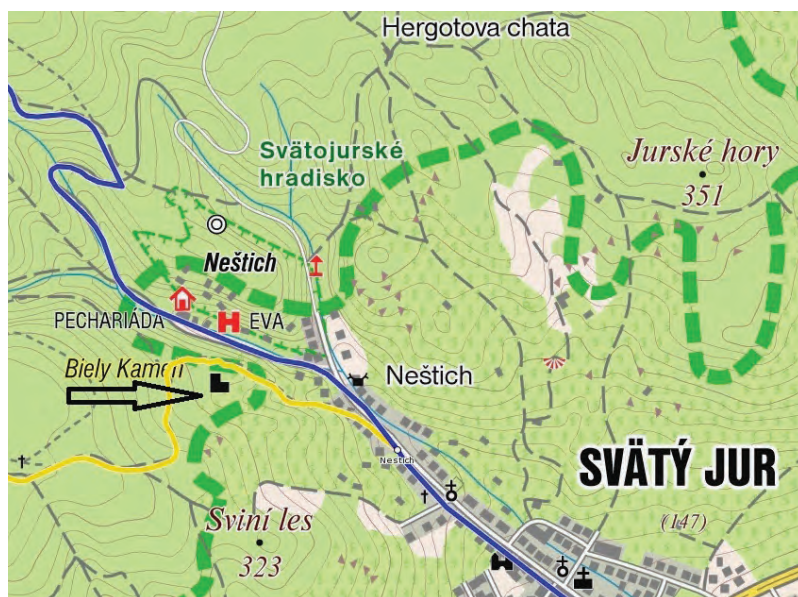 Hergotova chata
Svätojurské
hradisko
Jurské hory
351
Neštich
PECHARIÁDA
EVA
Biely Kameň
Neštich
Neštich
SVÄTÝ JUR
(147)
Sviní les
323